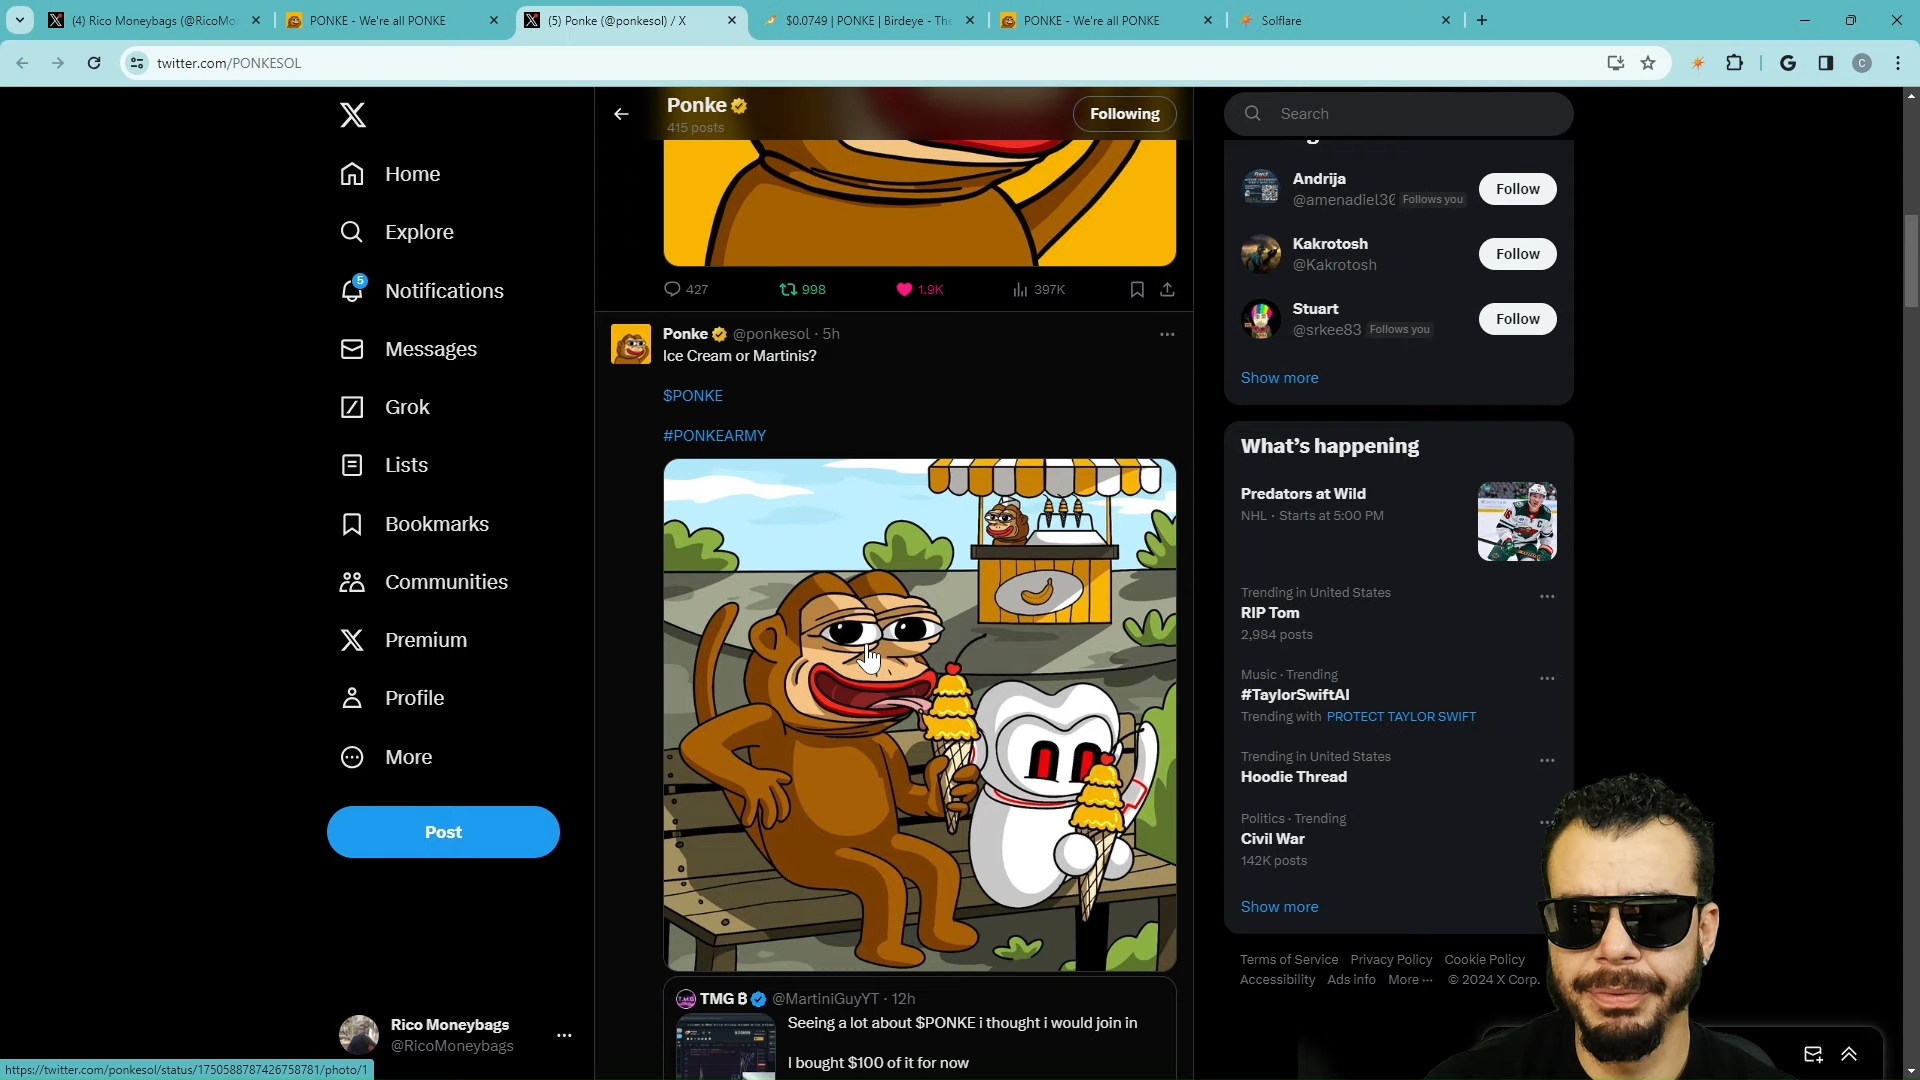 (4) Rico Moneybags (@RicoMo
PONKE - We're all PONKE
(5) Ponke (@ponkesol) / X
$0.0749 | PONKE | Birdeye - The
PONKE - We're all PONKE
Solflare
twitter.com/PONKESOL
Home
Explore
5
Notifications
Messages
Grok
Lists
Bookmarks
Communities
Premium
Profile
More
Post
Rico Moneybags
@RicoMoneybags
https://twitter.com/ponkesol/status/1750588787426758781/photo/1
Ponke
415 posts
Following
427
998
1.9K
397K
Ponke @ponkesol · 5h
Ice Cream or Martinis?
$PONKE
#PONKEARMY
TMG B @MartiniGuyYT · 12h
Seeing a lot about $PONKE i thought i would join in
I bought $100 of it for now
Search
Andrija
@amenadiel30 Follows you
Follow
Kakrotosh
@Kakrotosh
Follow
Stuart
@srkee83 Follows you
Follow
Show more
What's happening
Predators at Wild
NHL · Starts at 5:00 PM
Trending in United States
RIP Tom
2,984 posts
Music · Trending
#TaylorSwiftAI
Trending with PROTECT TAYLOR SWIFT
Trending in United States
Hoodie Thread
Politics · Trending
Civil War
142K posts
Show more
Terms of Service Privacy Policy Cookie Policy
Accessibility Ads info More ··· © 2024 X Corp.